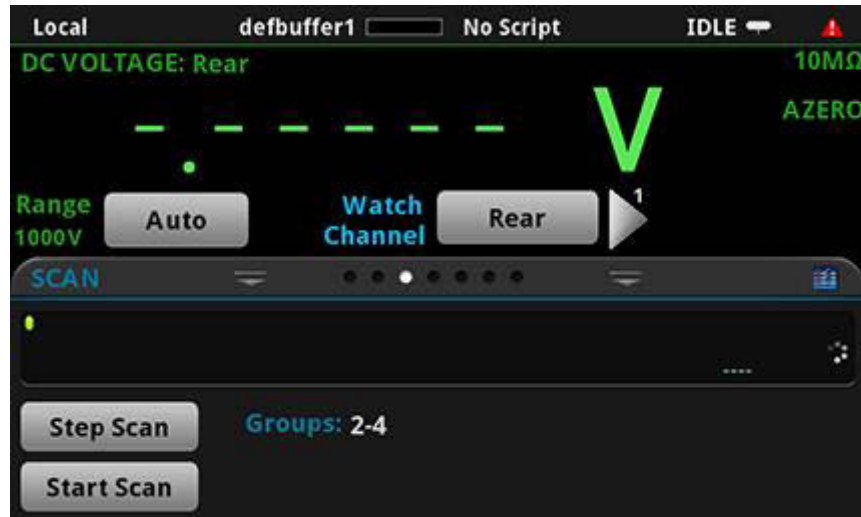 Local defbuffer1 No Script IDLE
DC VOLTAGE: Rear 10MΩ
AZERO
-.----- V
Range Auto Watch Rear 1
1000V Channel
SCAN
----
Step Scan Groups: 2-4
Start Scan